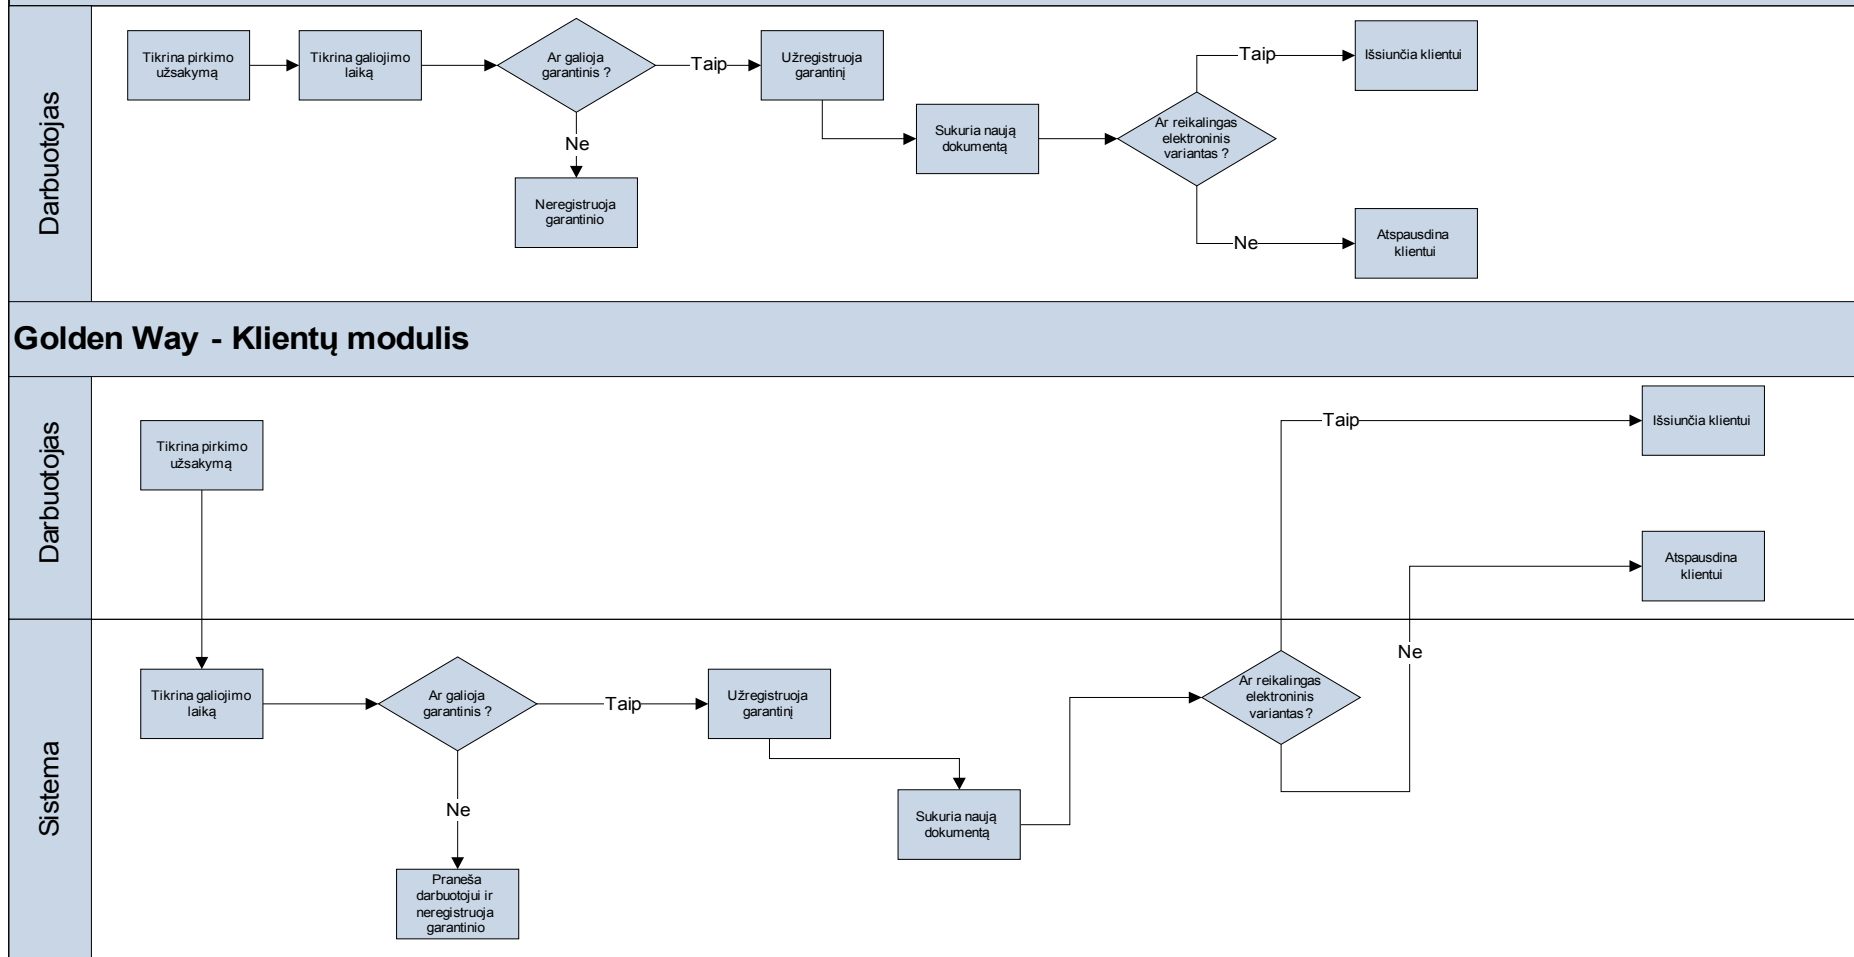 Darbuotojas
Tikrina pirkimo
užsakymą
Tikrina galiojimo
laiką
Ar galioja
garantinis ?
Taip
Ne
Neregistruoja
garantinio
Užregistruoja
garantinį
Sukuria naują
dokumentą
Ar reikalingas
elektroninis
variantas ?
Taip
Išsiunčia klientui
Ne
Atspausdina
klientui
Golden Way - Klientų modulis
Darbuotojas
Tikrina pirkimo
užsakymą
Taip
Išsiunčia klientui
Atspausdina
klientui
Sistema
Tikrina galiojimo
laiką
Ar galioja
garantinis ?
Taip
Ne
Praneša
darbuotojui ir
neregistruoja
garantinio
Užregistruoja
garantinį
Sukuria naują
dokumentą
Ar reikalingas
elektroninis
variantas ?
Ne